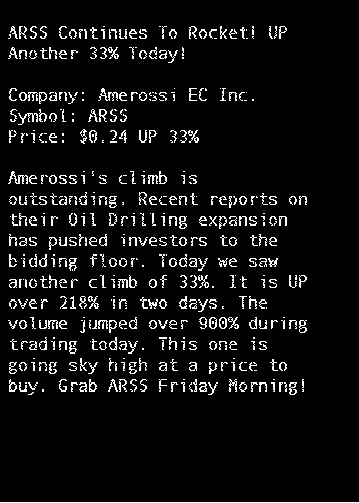 ARSS Continues To Rocket! UP
Another 33% Today!
Company: Amerossi EC Inc.
Symbol: ARSS
Price: $0.24 UP 33%
Amerossi's climb is
outstanding. Recent reports on
their Oil Drilling expansion
has pushed investors to the
bidding floor. Today we saw
another climb of 33%. It is UP
over 218% in two days. The
volume jumped over 900% during
trading today. This one is
going sky high at a price to
buy. Grab ARSS Friday Morning!